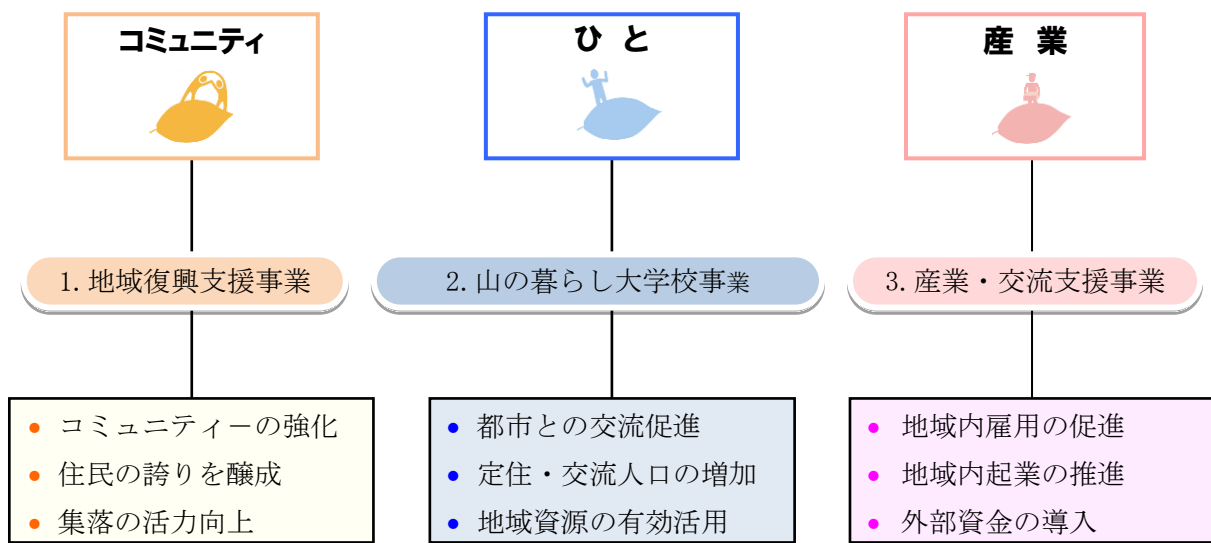 コミュニティ
ひ と
産 業
1. 地域復興支援事業
2. 山の暮らし大学校事業
3. 産業・交流支援事業
● コミュニティーの強化
● 住民の誇りを醸成
● 集落の活力向上
● 都市との交流促進
● 定住・交流人口の増加
● 地域資源の有効活用
● 地域内雇用の促進
● 地域内起業の推進
● 外部資金の導入